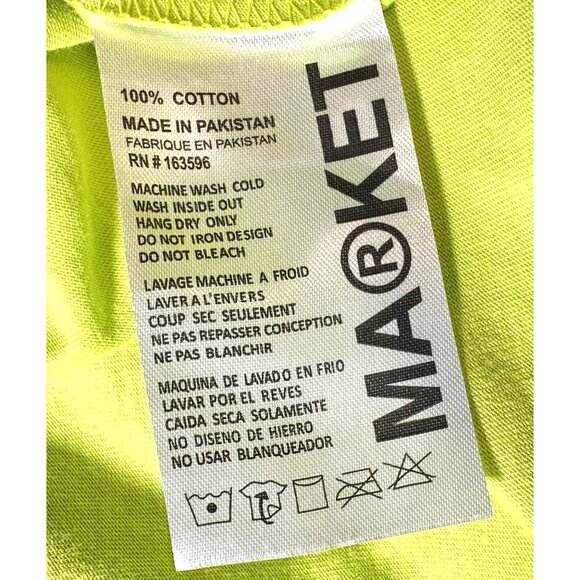 100% COTTON
MADE IN PAKISTAN
FABRIQUE EN PAKISTAN
RN # 163596
MACHINE WASH COLD
WASH INSIDE OUT
HANG DRY ONLY
DO NOT IRON DESIGN
DO NOT BLEACH
LAVAGE MACHINE A FROID
LAVER A L'ENVERS
COUP SEC SEULEMENT
NE PAS REPASSER CONCEPTION
NE PAS BLANCHIR
MAQUINA DE LAVADO EN FRIO
LAVAR POR EL REVES
CAIDA SECA SOLAMENTE
NO DISENO DE HIERRO
NO USAR BLANQUEADOR
MA®KET